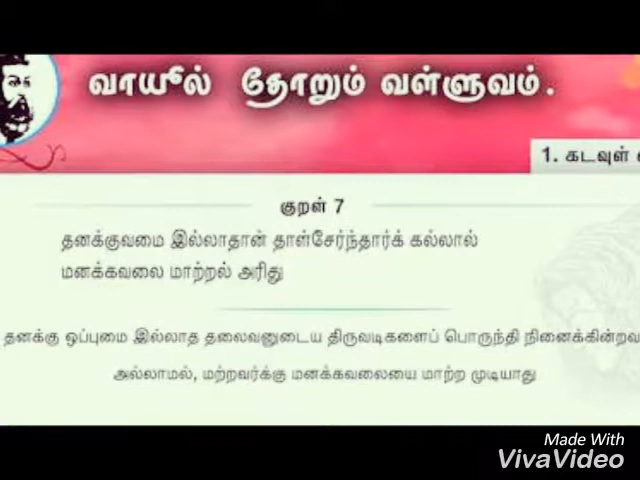 வாயில் தோறும் வள்ளுவம்.
1. கடவுள்
குறள் 7
தனக்குவமை இல்லாதான் தாள்சேர்ந்தார்க் கல்லால்
மனக்கவலை மாற்றல் அரிது
தனக்கு ஒப்புமை இல்லாத தலைவனுடைய திருவடிகளைப் பொருந்தி நினைக்கின்றவ
அல்லாமல், மற்றவர்க்கு மனக்கவலையை மாற்ற முடியாது
Made With
VivaVideo